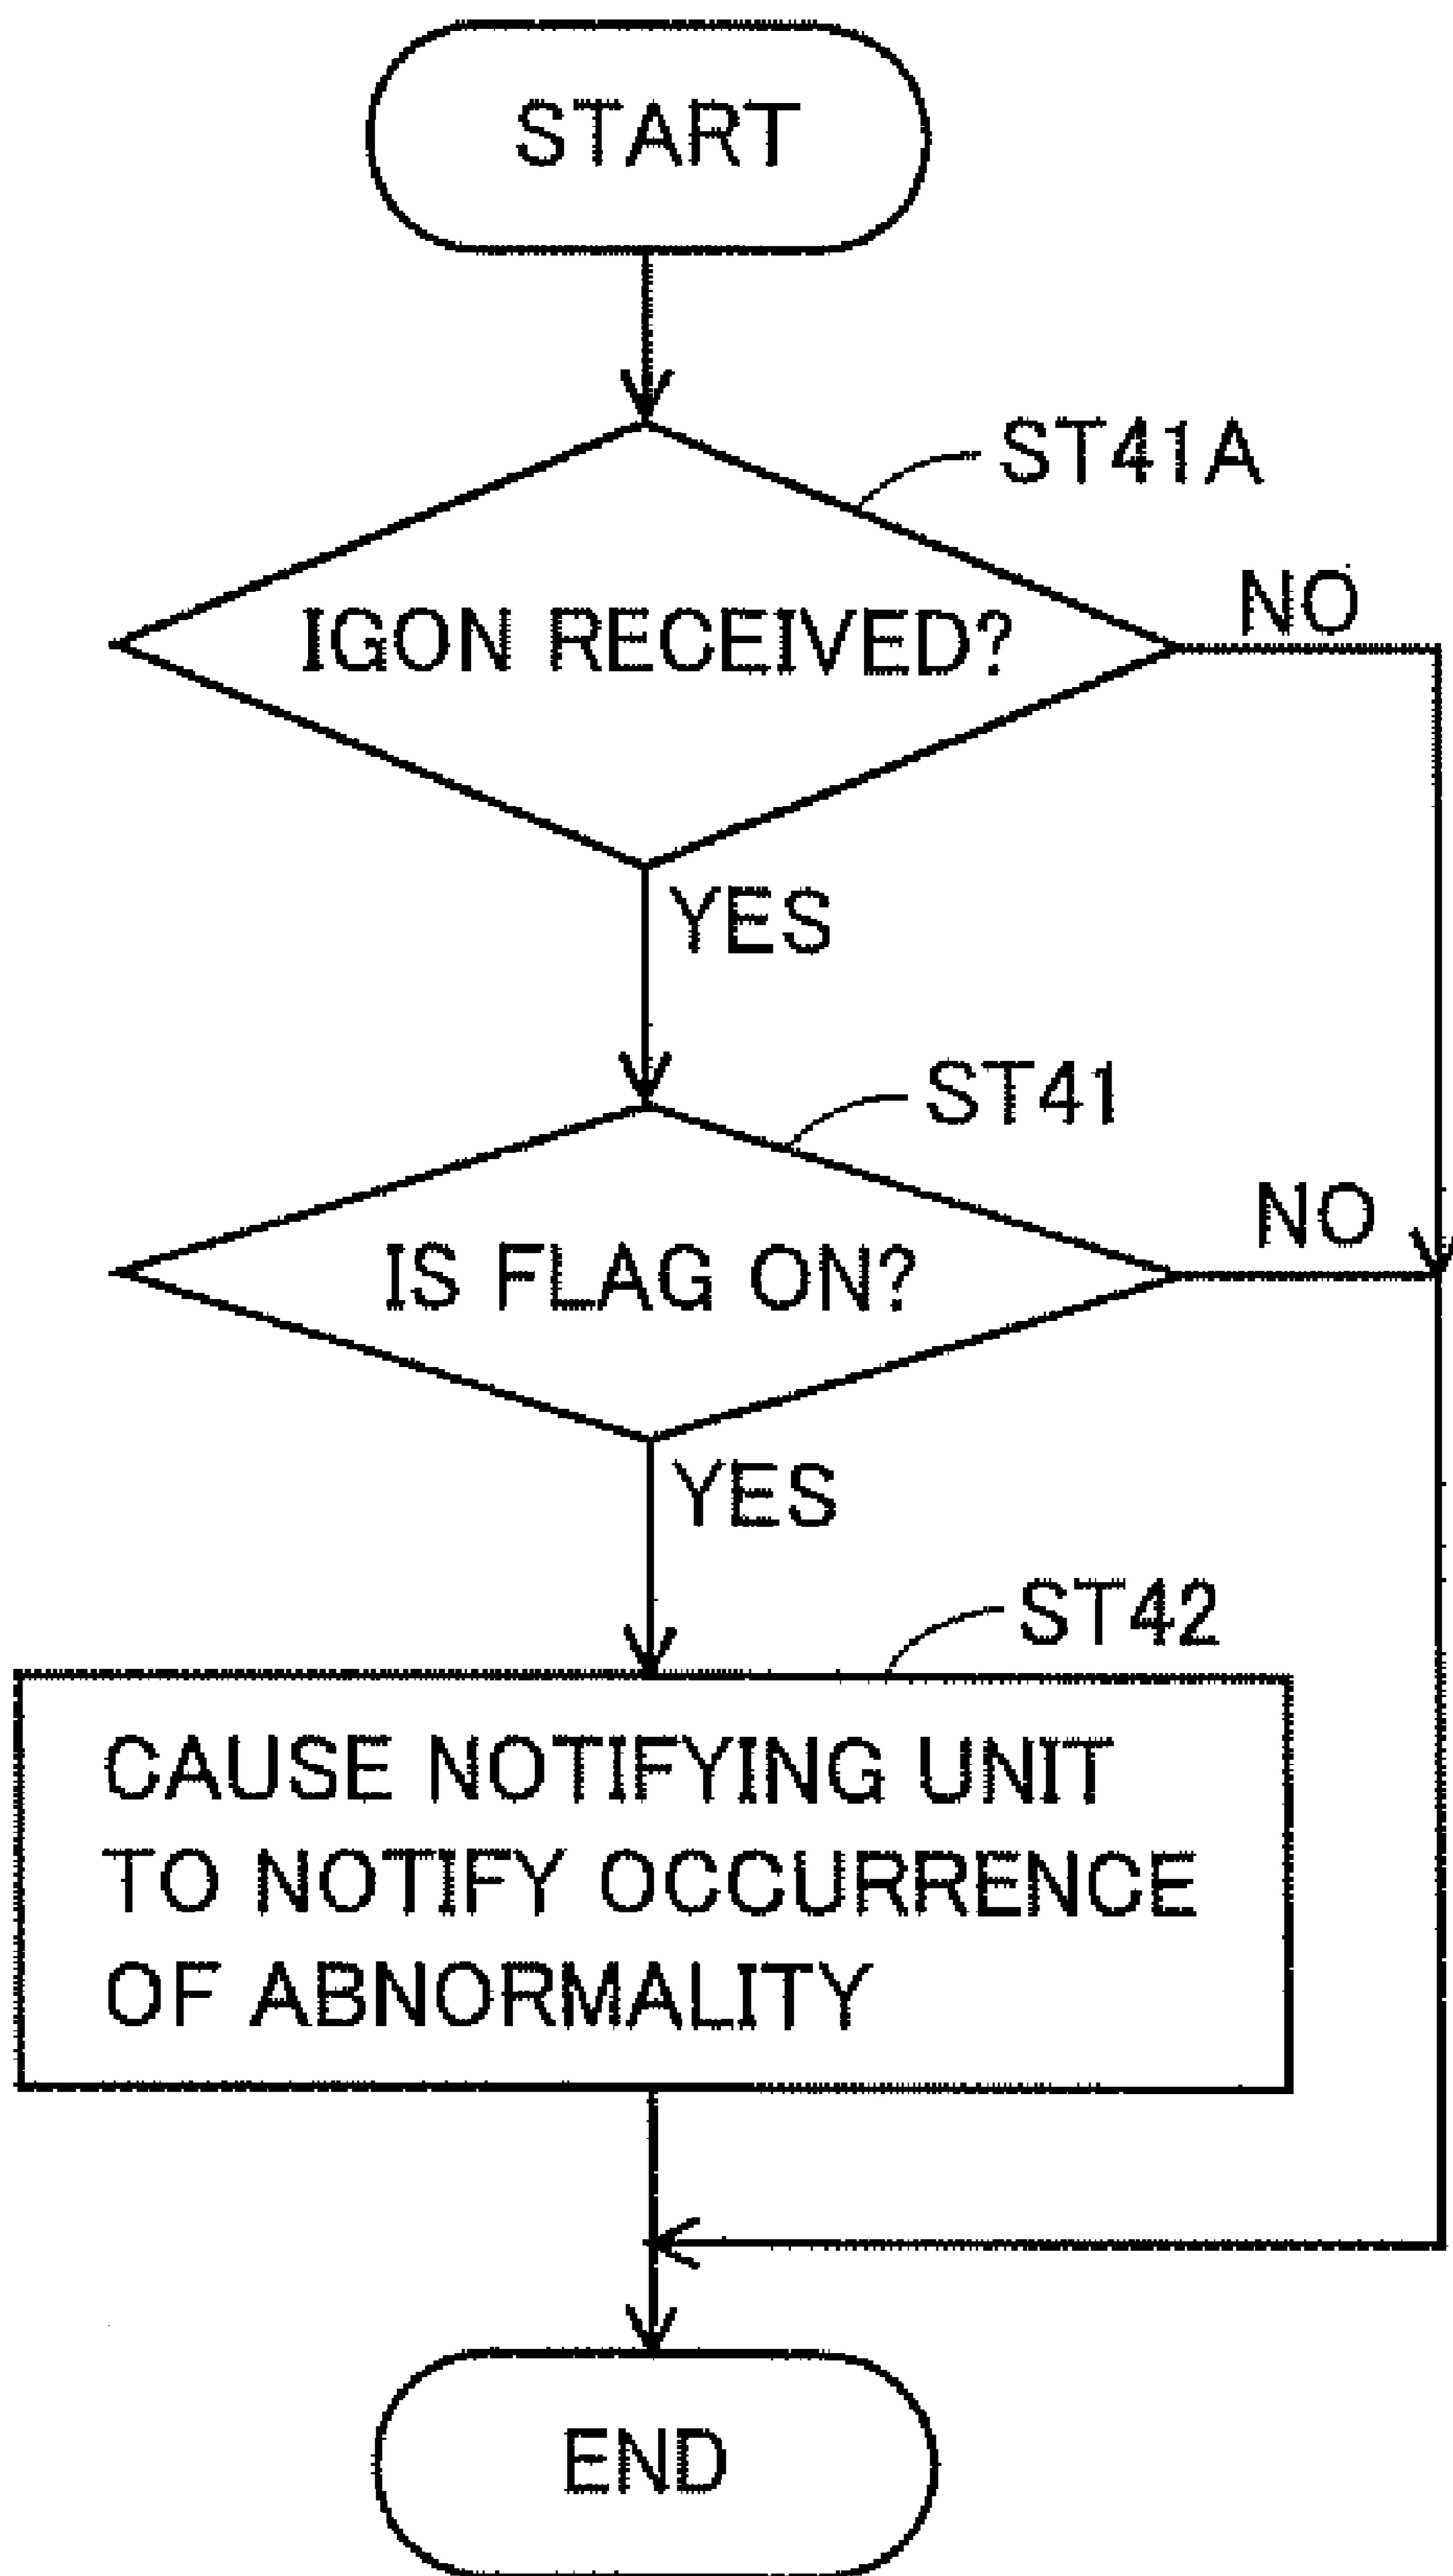 START
ST41A
IGON RECEIVED?
NO
YES
ST41
IS FLAG ON?
NO
YES
ST42
CAUSE NOTIFYING UNIT
TO NOTIFY OCCURRENCE
OF ABNORMALITY
END